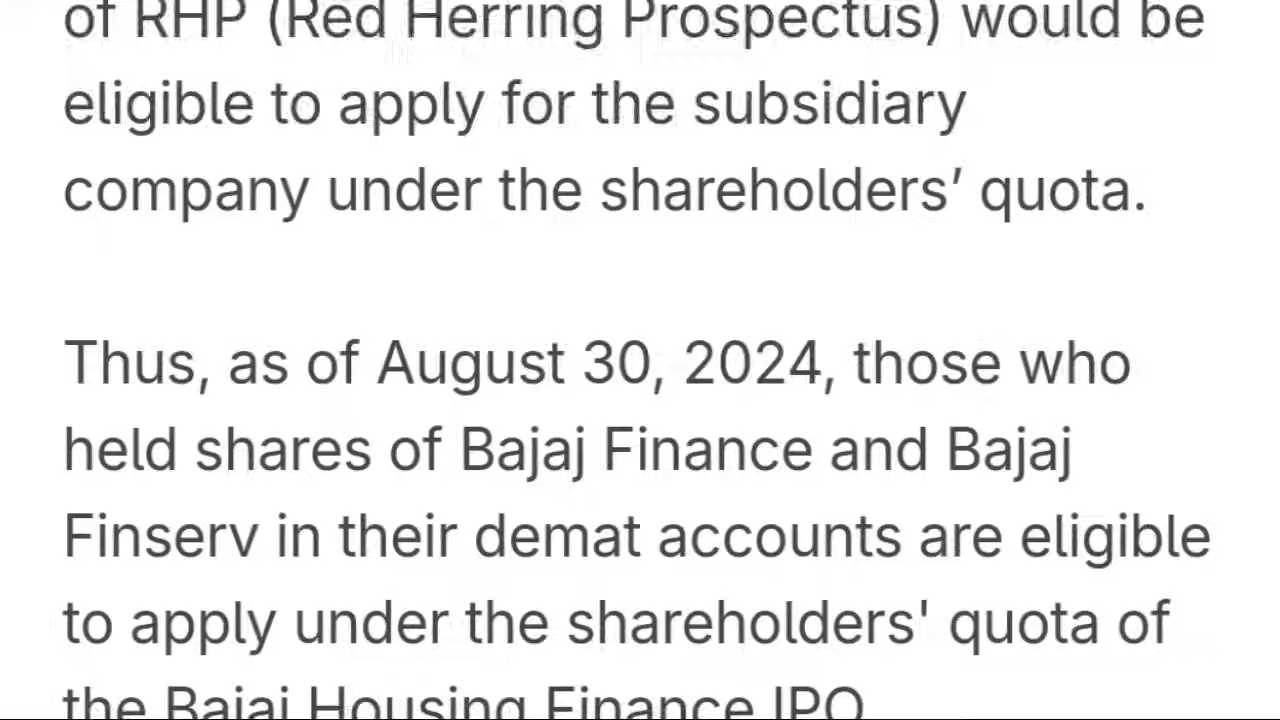 of RHP (Red Herring Prospectus) would be
eligible to apply for the subsidiary
company under the shareholders’ quota.
Thus, as of August 30, 2024, those who
held shares of Bajaj Finance and Bajaj
Finserv in their demat accounts are eligible
to apply under the shareholders' quota of
the Bajaj Housing Finance IPO